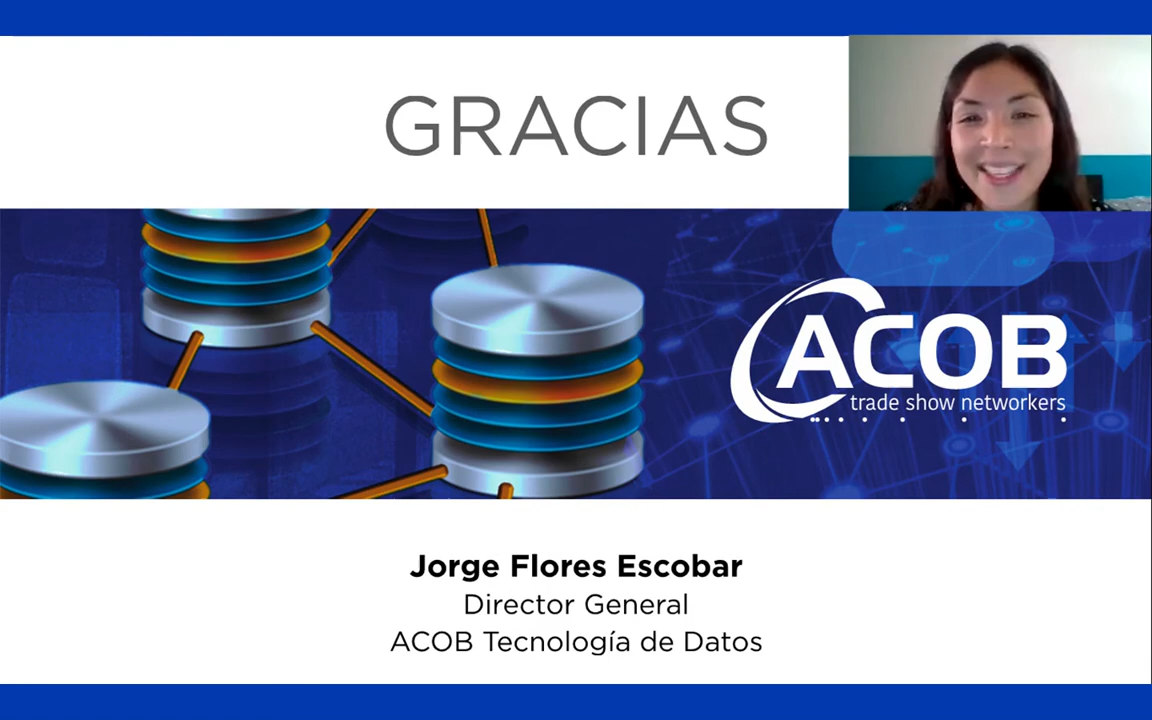 GRACIAS
ACOB
trade show networkers
Jorge Flores Escobar
Director General
ACOB Tecnología de Datos